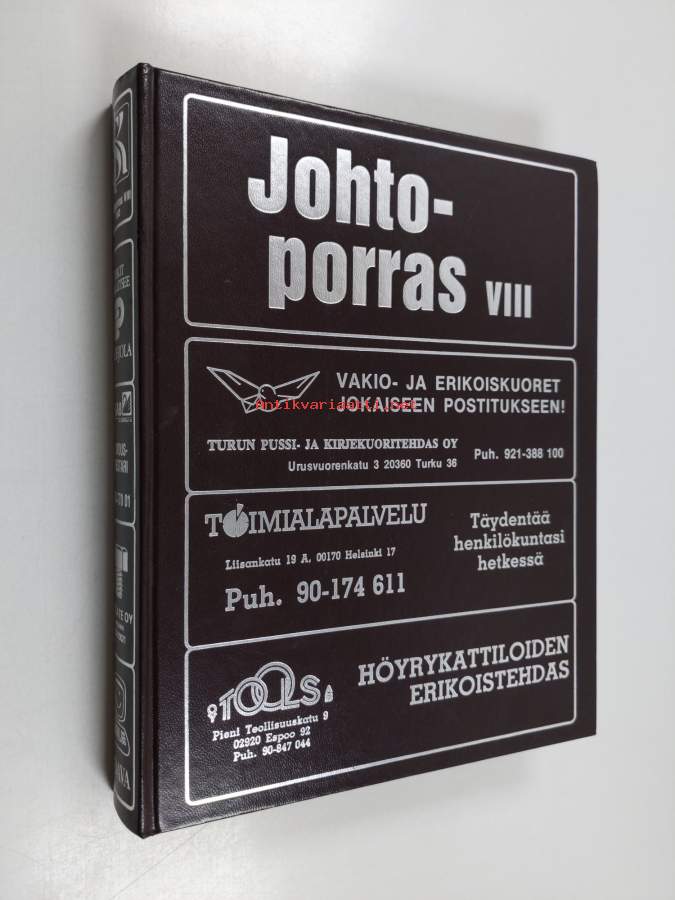 Johto-
porras VIII
VAKIO- JA ERIKOISKUORET
JOKAISEEN POSTITUKSEEN!
Antikvariaatti.net
TURUN PUSSI- JA KIRJEKUORITEHDAS OY
Urusvuorenkatu 3 20360 Turku 36
Puh. 921-388 100
TOIMIALAPALVELU
Liisankatu 19 A, 00170 Helsinki 17
Puh. 90-174 611
Täydentää
henkilökuntasi
hetkessä
TOOLS
Pieni Teollisuuskatu 9
02920 Espoo 92
Puh. 90-847 044
HÖYRYKATTILOIDEN
ERIKOISTEHDAS